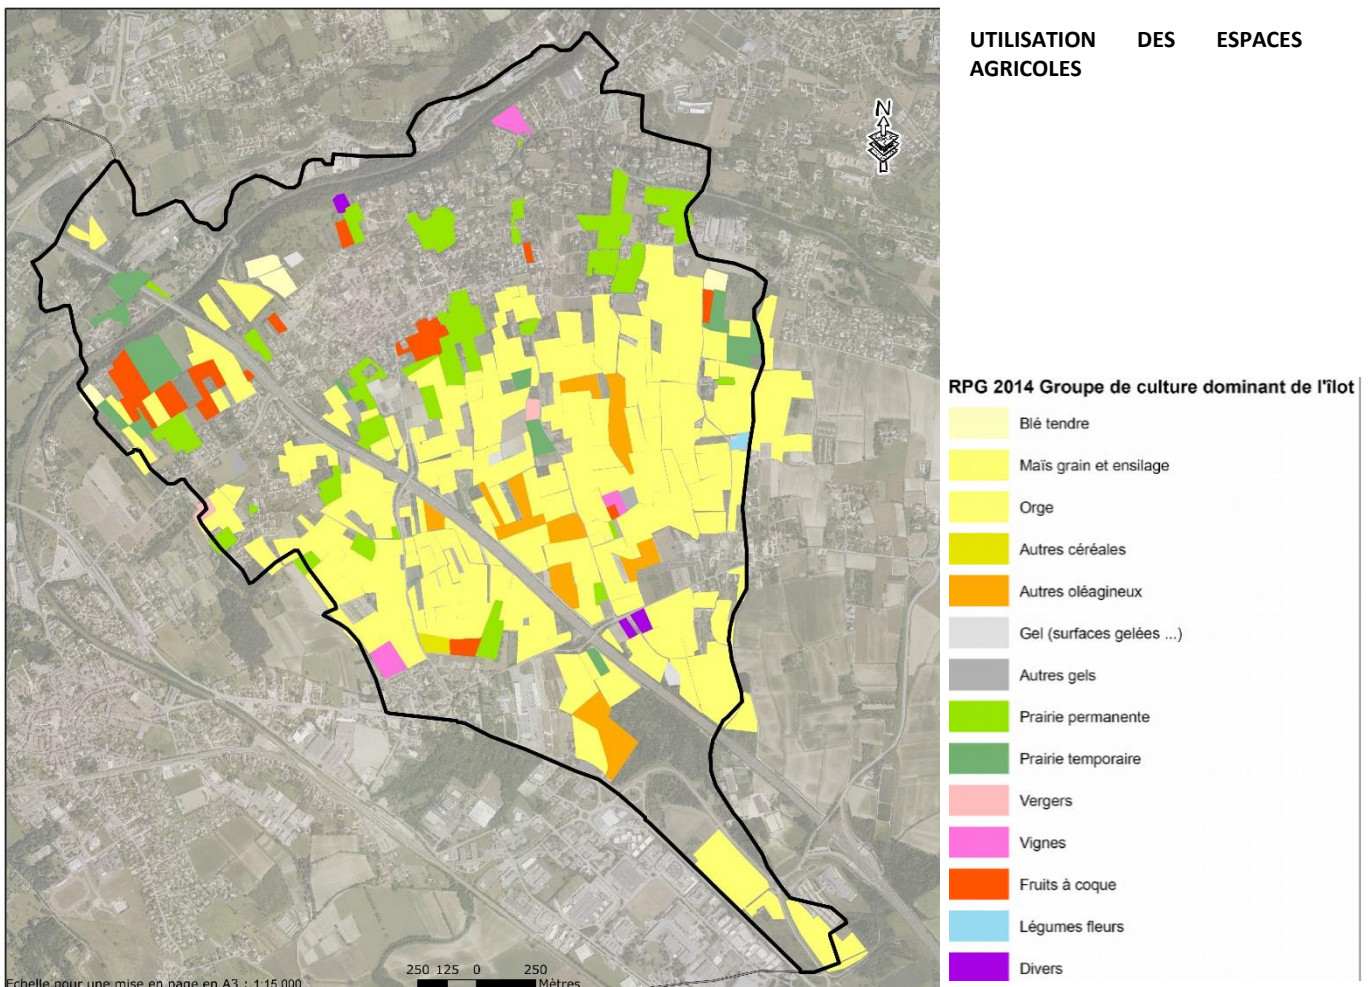 UTILISATION DES ESPACES
AGRICOLES
N
RPG 2014 Groupe de culture dominant de l'îlot
Blé tendre
Maïs grain et ensilage
Orge
Autres céréales
Autres oléagineux
Gel (surfaces gelées ...)
Autres gels
Prairie permanente
Prairie temporaire
Vergers
Vignes
Fruits à coque
Légumes fleurs
Divers
250 125 0 250
Mètres
Echelle pour une mise en page en A3 : 1:15 000